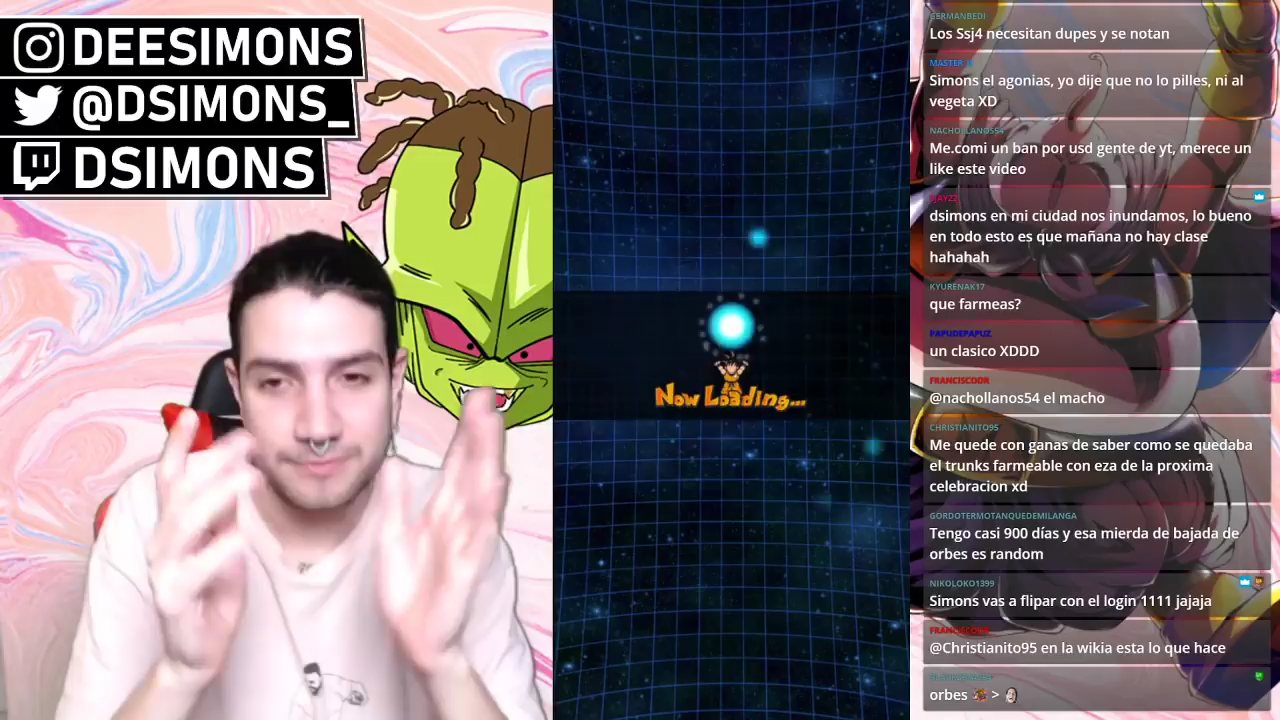 DEESIMONS
@DSIMONS_
DSIMONS
Now Loading...
GERMANBEDI
Los Ssj4 necesitan dupes y se notan
Simons el agonias, yo dije que no lo pilles, ni al
vegeta XD
NACHOLLANOS54
Me.comi un ban por usd gente de yt, merece un
like este video
dsimons en mi ciudad nos inundamos, lo bueno
en todo esto es que mañana no hay clase
hahahah
KYURENAK17
que farmeas?
PAPUDEPAPUZ
un clasico XDDD
FRANCISCOOR
@nachollanos54 el macho
CHRISTIANITO95
Me quede con ganas de saber como se quedaba
el trunks farmeable con eza de la proxima
celebracion xd
GORDOTERMOTANQUEDEMILANGA
Tengo casi 900 días y esa mierda de bajada de
orbes es random
NIKOLOKO1399
Simons vas a flipar con el login 1111 jajaja
FRANCISCOOR
@Christianito95 en la wikia esta lo que hace
orbes >